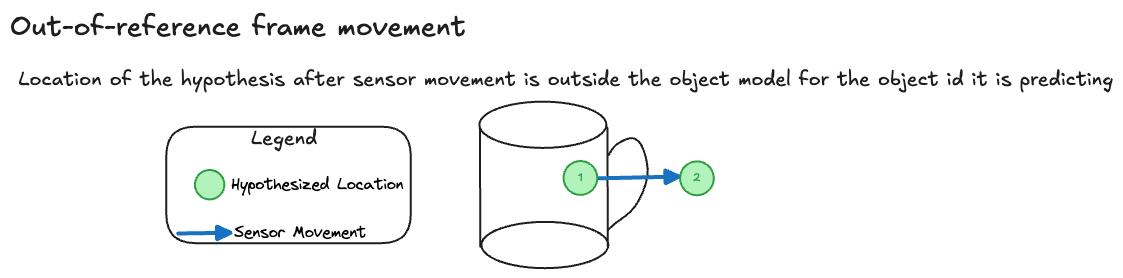 Out-of-reference frame movement
Location of the hypothesis after sensor movement is outside the object model for the object id it is predicting
Legend
Hypothesized Location
Sensor Movement
1
2